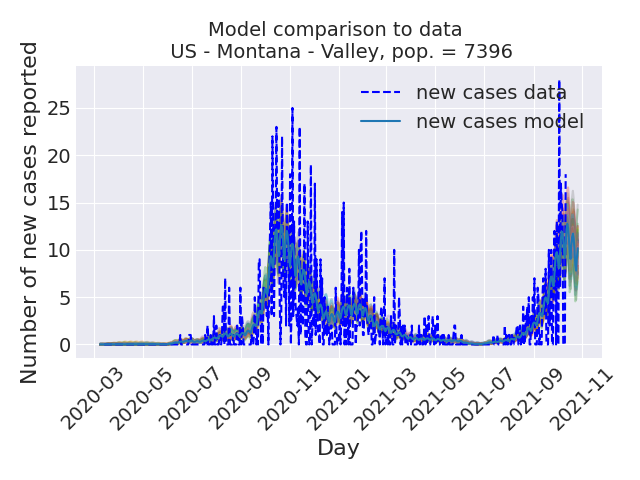 Model comparison to data
US - Montana - Valley, pop. = 7396
Number of new cases reported
25
20
15
10
5
0
new cases data
new cases model
2020-03
2020-05
2020-07
2020-09
2020-11
2021-01
2021-03
2021-05
2021-07
2021-09
2021-11
Day